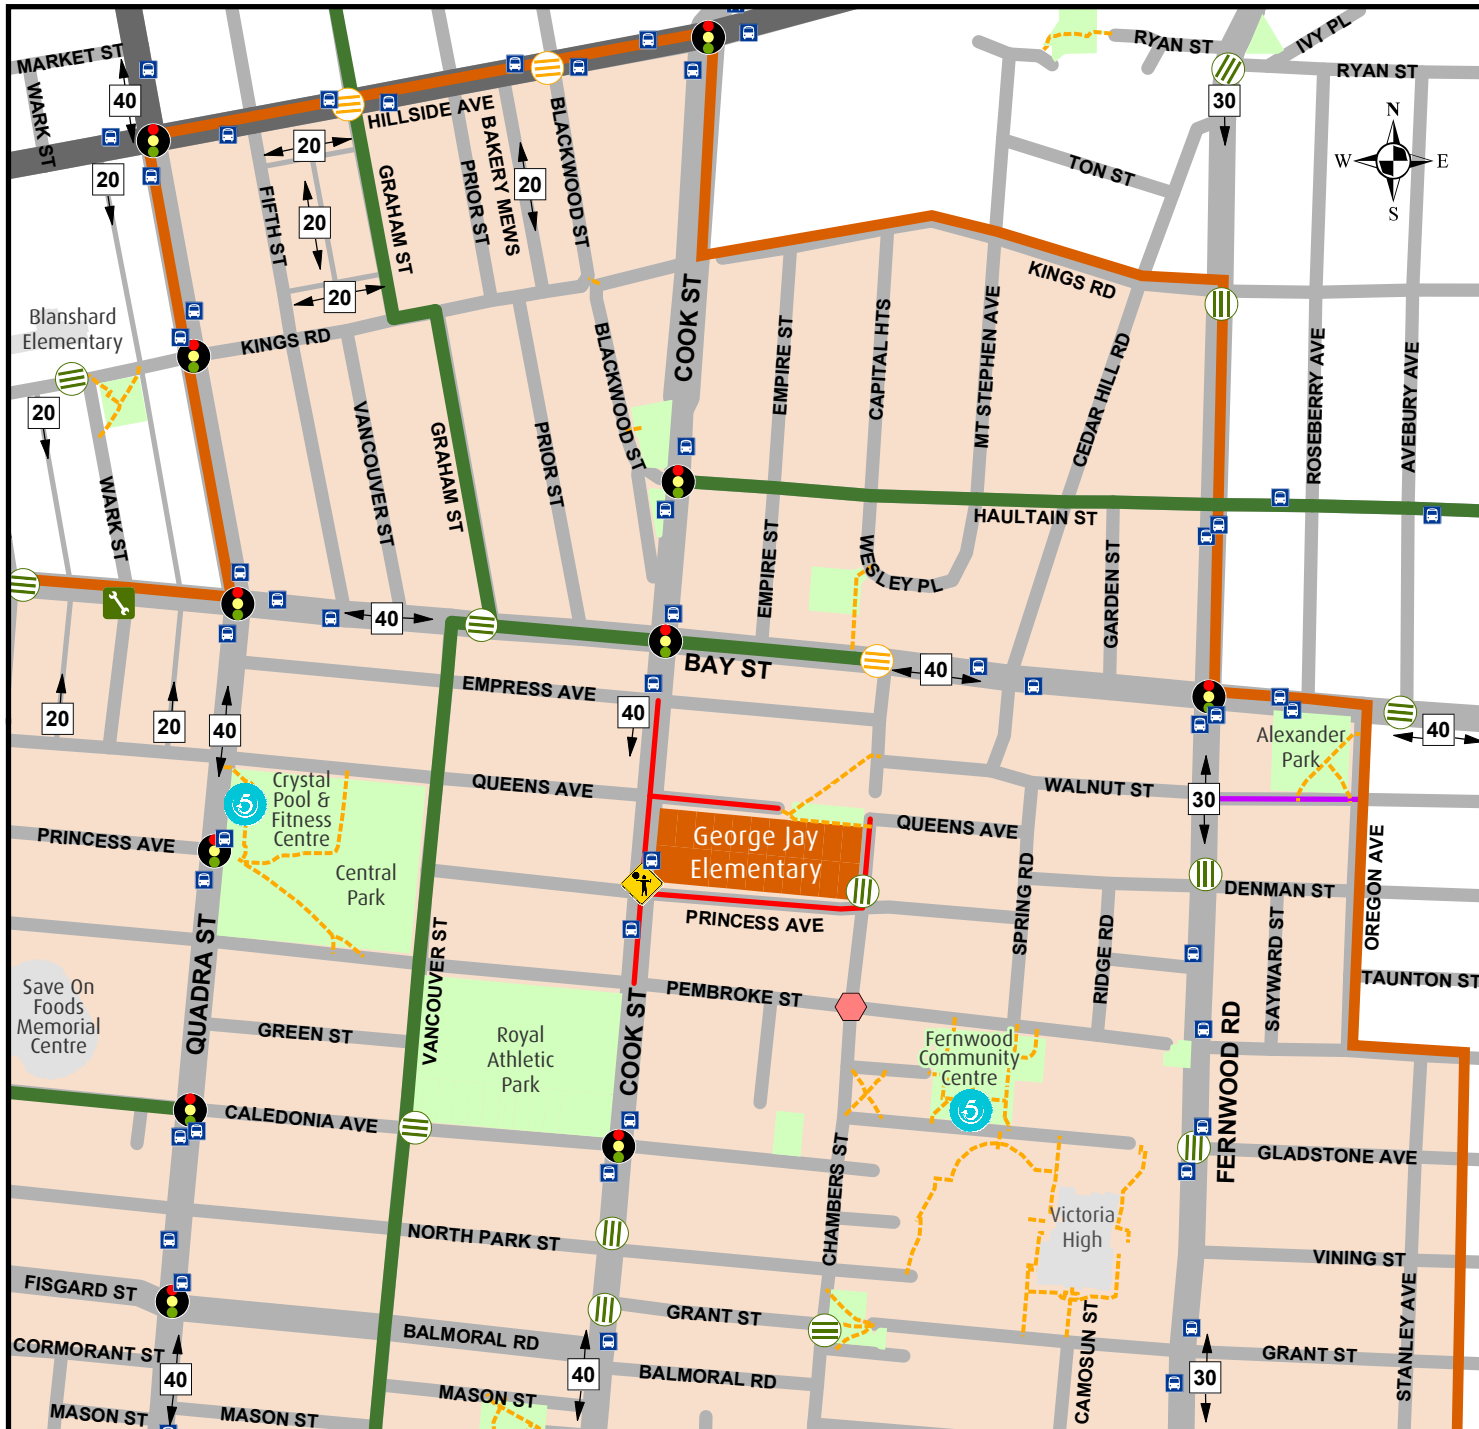 MARKET ST
WARK ST
40
20
HILLSIDE AVE
FIFTH ST
20
20
20
GRAHAM ST
PRIOR ST
BAKERY MEWS
20
BLACKWOOD ST
RYAN ST
IVY PL
RYAN ST
30
TON ST
N
W
E
S
Blanshard
Elementary
KINGS RD
COOK ST
KINGS RD
20
WARK ST
VANCOUVER ST
GRAHAM ST
PRIOR ST
BLACKWOOD ST
EMPIRE ST
CAPITAL HTS
MT STEPHEN AVE
CEDAR HILL RD
ROSEBERRY AVE
AVEBURY AVE
HAULTAIN ST
EMPIRE ST
WESLEY PL
GARDEN ST
40
BAY ST
40
EMPRESS AVE
20
20
40
40
Alexander
Park
40
Crystal
Pool &
Fitness
Centre
QUEENS AVE
WALNUT ST
30
PRINCESS AVE
George Jay
Elementary
QUEENS AVE
SPRING RD
Central
Park
DENMAN ST
OREGON AVE
PRINCESS AVE
QUADRA ST
VANCOUVER ST
RIDGE RD
SAYWARD ST
TAUNTON ST
Save On
Foods
Memorial
Centre
PEMBROKE ST
GREEN ST
Royal
Athletic
Park
COOK ST
Fernwood
Community
Centre
5
5
FERNWOOD RD
CALEDONIA AVE
CHAMBERS ST
GLADSTONE AVE
Victoria
High
NORTH PARK ST
VINING ST
FISGARD ST
GRANT ST
BALMORAL RD
CAMOSUN ST
GRANT ST
STANLEY AVE
CORMORANT ST
40
40
BALMORAL RD
30
MASON ST
MASON ST
MASON ST